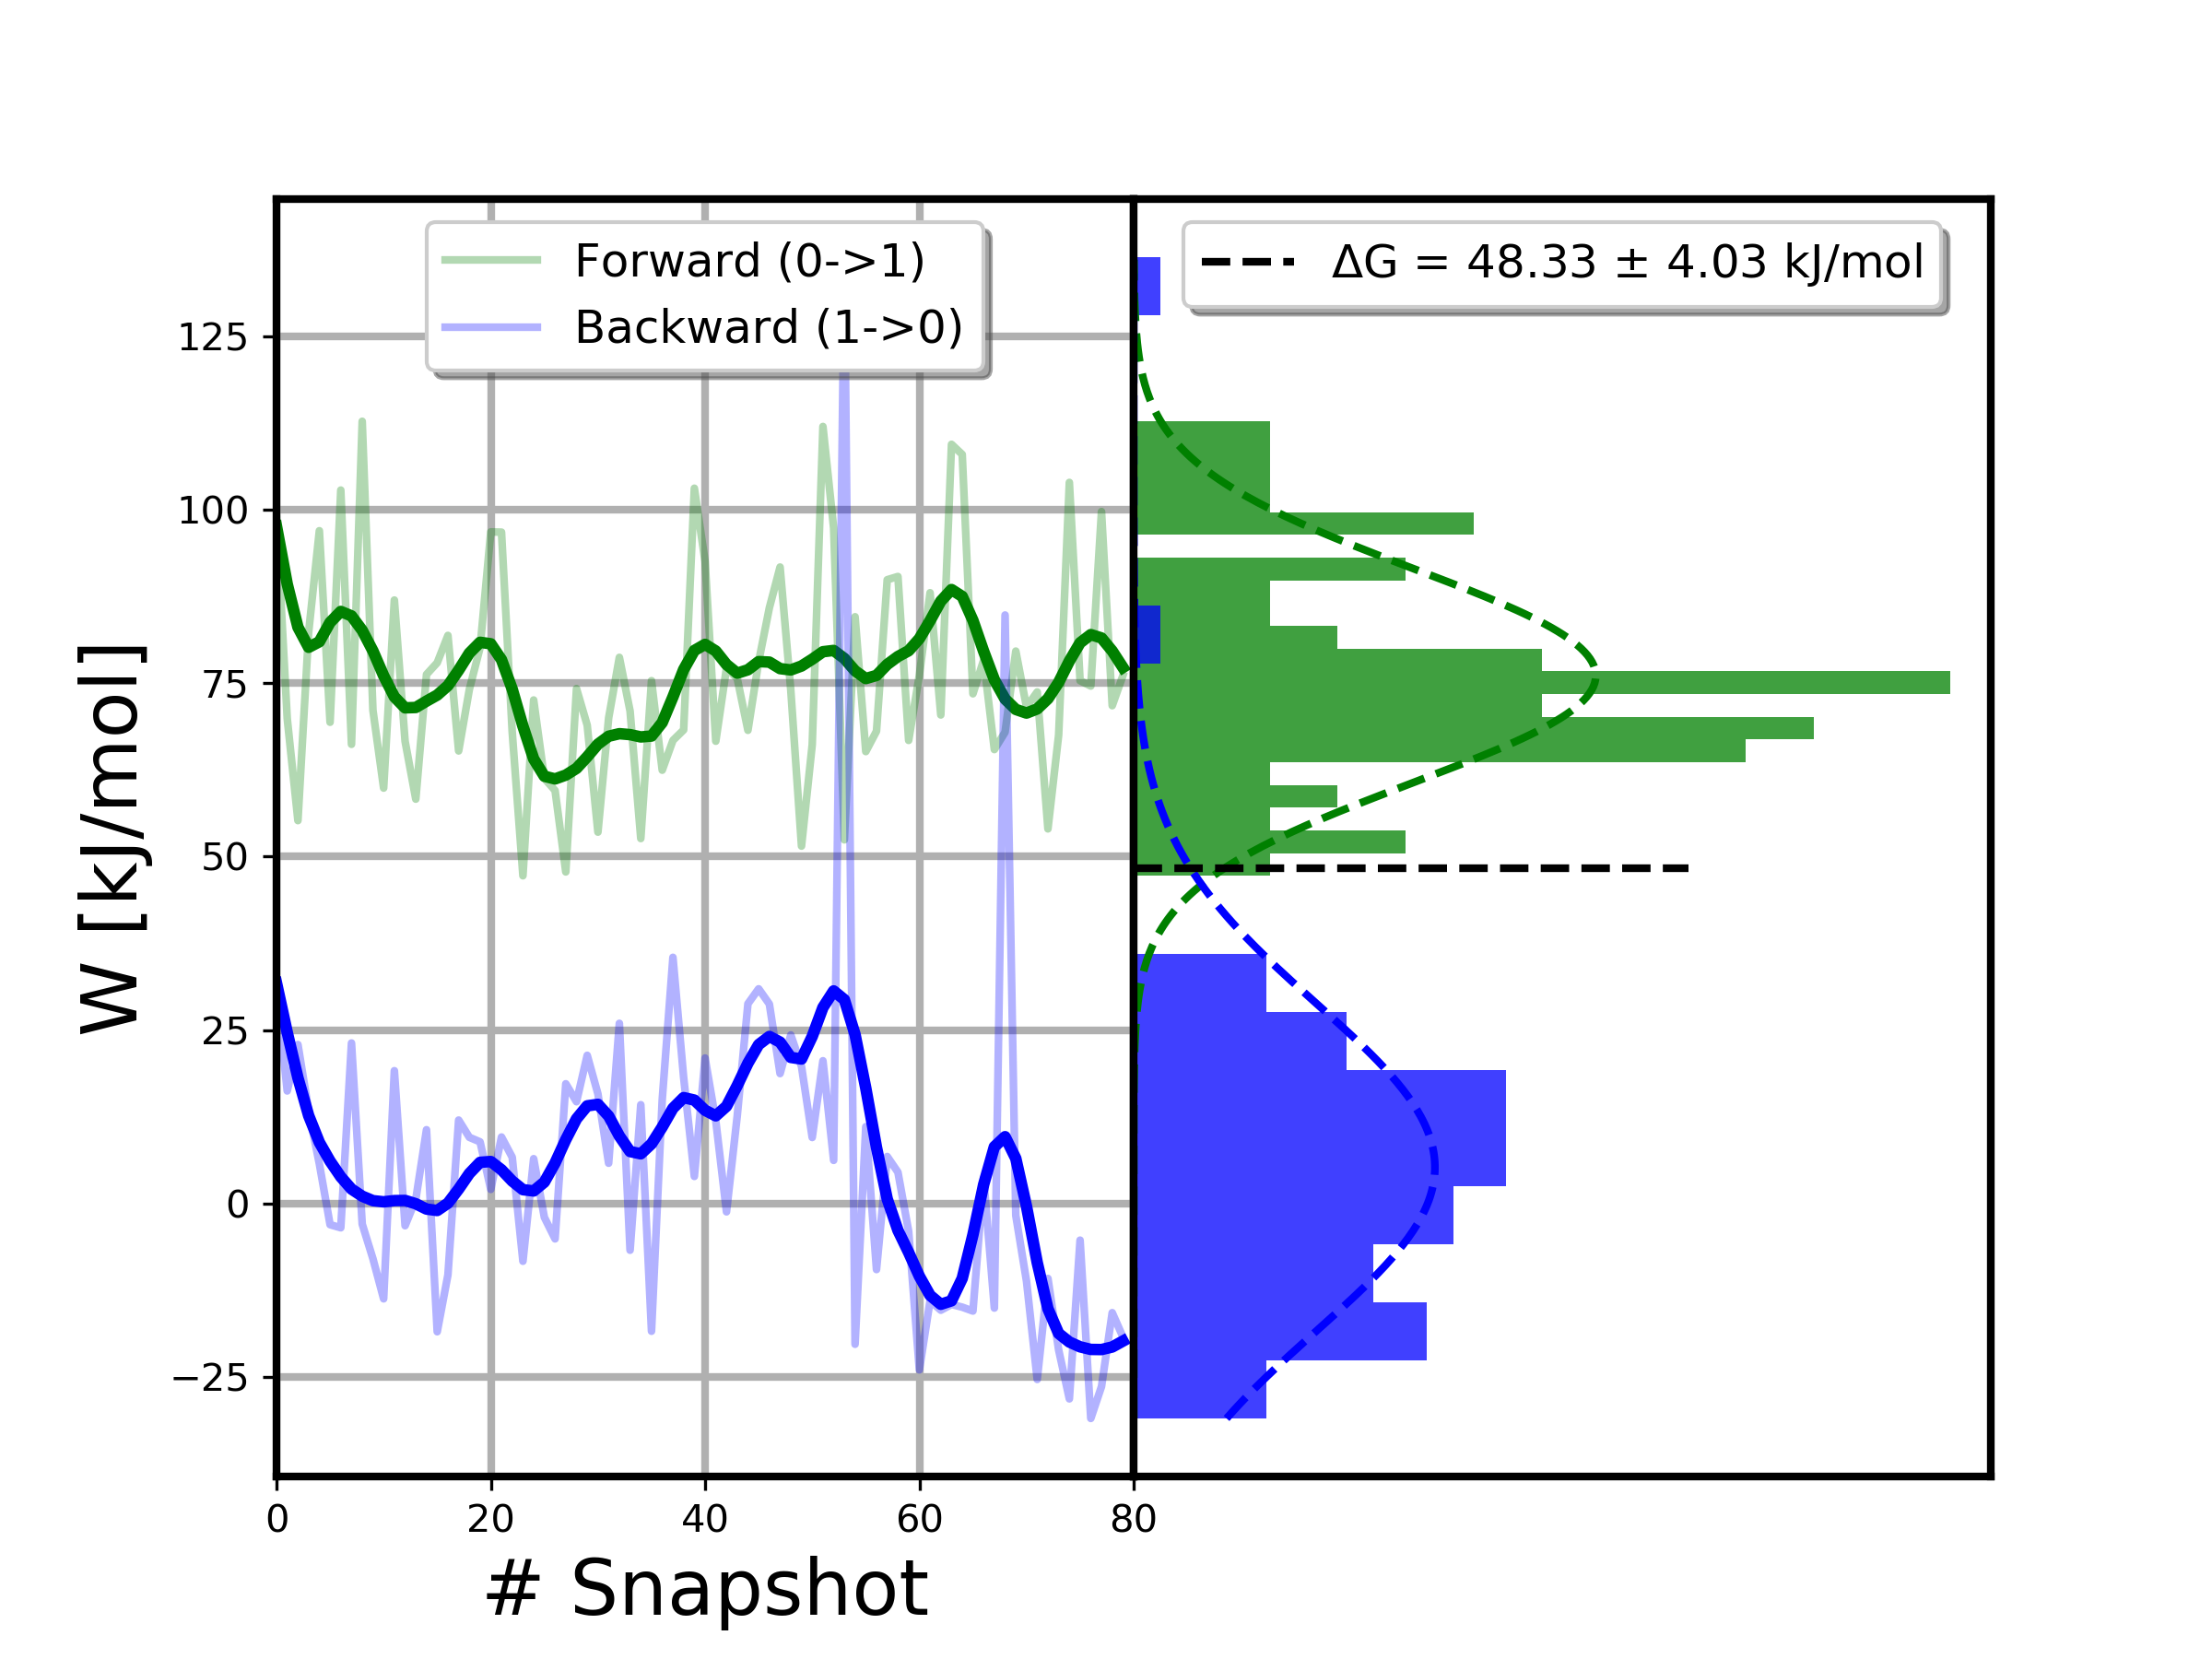 Forward (0->1)
Backward (1->0)
ΔG = 48.33 ± 4.03 kJ/mol
125
100
75
50
25
0
−25
W [kJ/mol]
0 20 40 60 80
# Snapshot